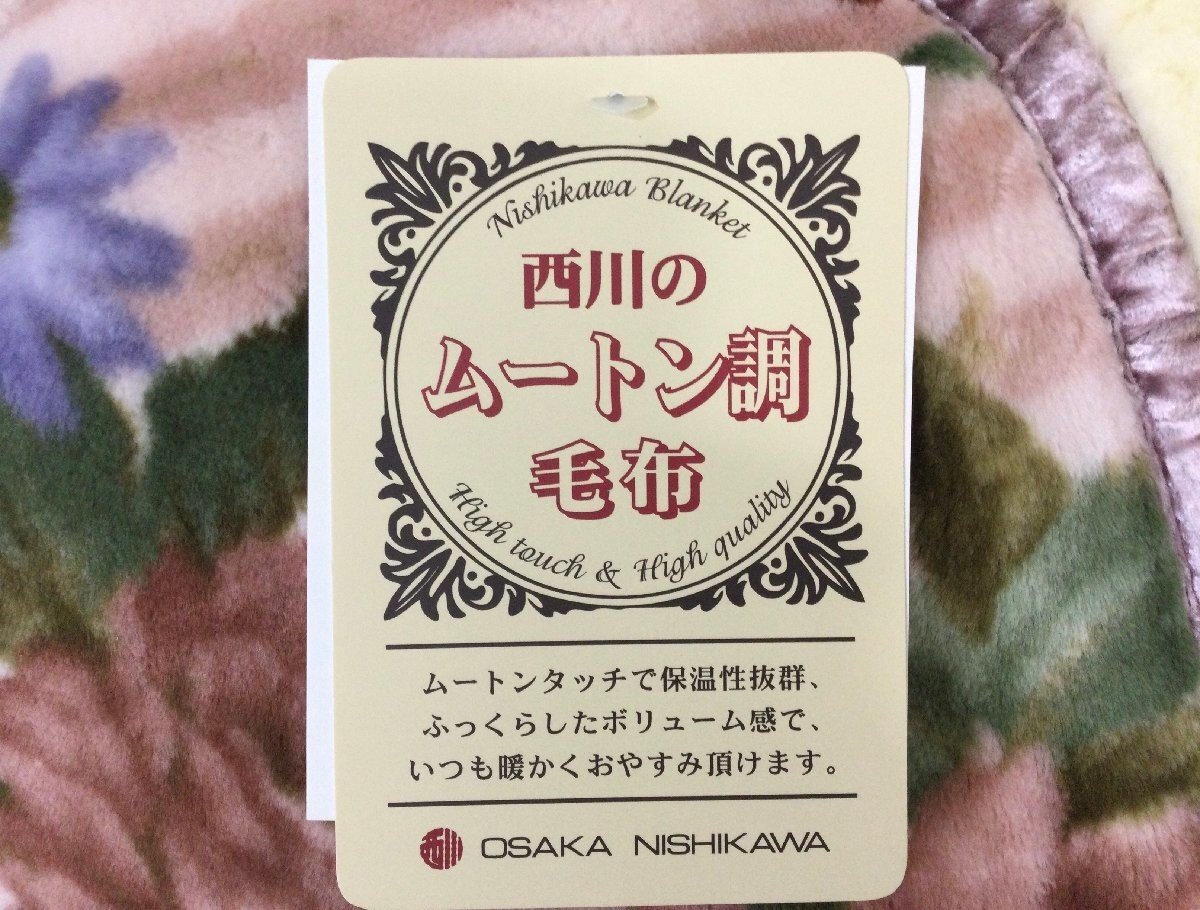 Nishikawa Blanket
西川の
ムートン調
毛布
High touch & High quality
ムートンタッチで保温性抜群、
ふっくらしたボリューム感で、
いつも暖かくおやすみ頂けます。
西川 OSAKA NISHIKAWA